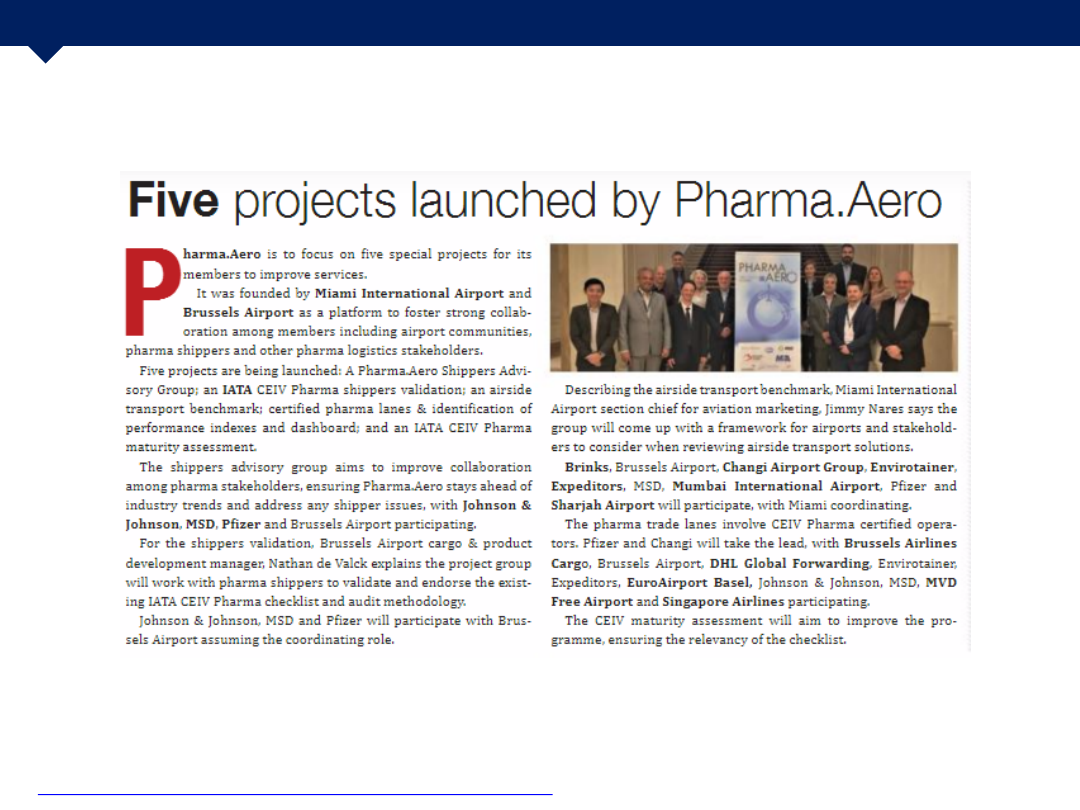 Five projects launched by Pharma.Aero
Pharma.Aero is to focus on five special projects for its
members to improve services.
It was founded by Miami International Airport and
Brussels Airport as a platform to foster strong collab-
oration among members including airport communities,
pharma shippers and other pharma logistics stakeholders.
Five projects are being launched: A Pharma.Aero Shippers Advi-
sory Group; an IATA CEIV Pharma shippers validation; an airside
transport benchmark; certified pharma lanes & identification of
performance indexes and dashboard; and an IATA CEIV Pharma
maturity assessment.
The shippers advisory group aims to improve collaboration
among pharma stakeholders, ensuring Pharma.Aero stays ahead of
industry trends and address any shipper issues, with Johnson &
Johnson, MSD, Pfizer and Brussels Airport participating.
For the shippers validation, Brussels Airport cargo & product
development manager, Nathan de Valck explains the project group
will work with pharma shippers to validate and endorse the exist-
ing IATA CEIV Pharma checklist and audit methodology.
Johnson & Johnson, MSD and Pfizer will participate with Brus-
sels Airport assuming the coordinating role.
PHARMA
AERO
Describing the airside transport benchmark, Miami International
Airport section chief for aviation marketing, Jimmy Nares says the
group will come up with a framework for airports and stakehold-
ers to consider when reviewing airside transport solutions.
Brinks, Brussels Airport, Changi Airport Group, Envirotainer,
Expeditors, MSD, Mumbai International Airport, Pfizer and
Sharjah Airport will participate, with Miami coordinating.
The pharma trade lanes involve CEIV Pharma certified opera-
tors. Pfizer and Changi will take the lead, with Brussels Airlines
Cargo, Brussels Airport, DHL Global Forwarding, Envirotainer,
Expeditors, EuroAirport Basel, Johnson & Johnson, MSD, MVD
Free Airport and Singapore Airlines participating.
The CEIV maturity assessment will aim to improve the pro-
gramme, ensuring the relevancy of the checklist.